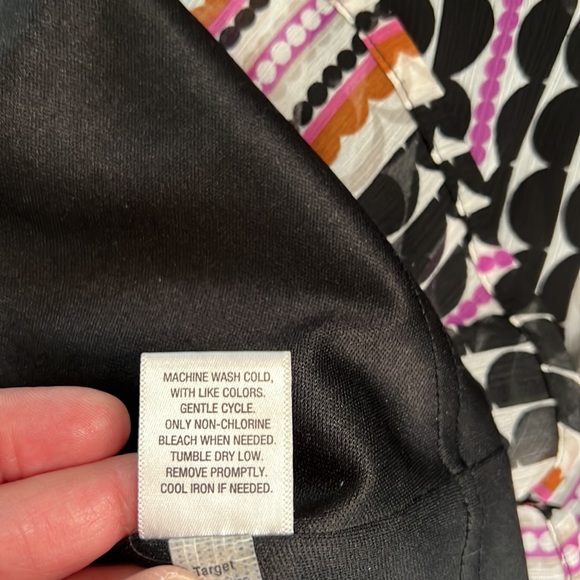 MACHINE WASH COLD,
WITH LIKE COLORS.
GENTLE CYCLE.
ONLY NON-CHLORINE
BLEACH WHEN NEEDED.
TUMBLE DRY LOW.
REMOVE PROMPTLY.
COOL IRON IF NEEDED.
Target